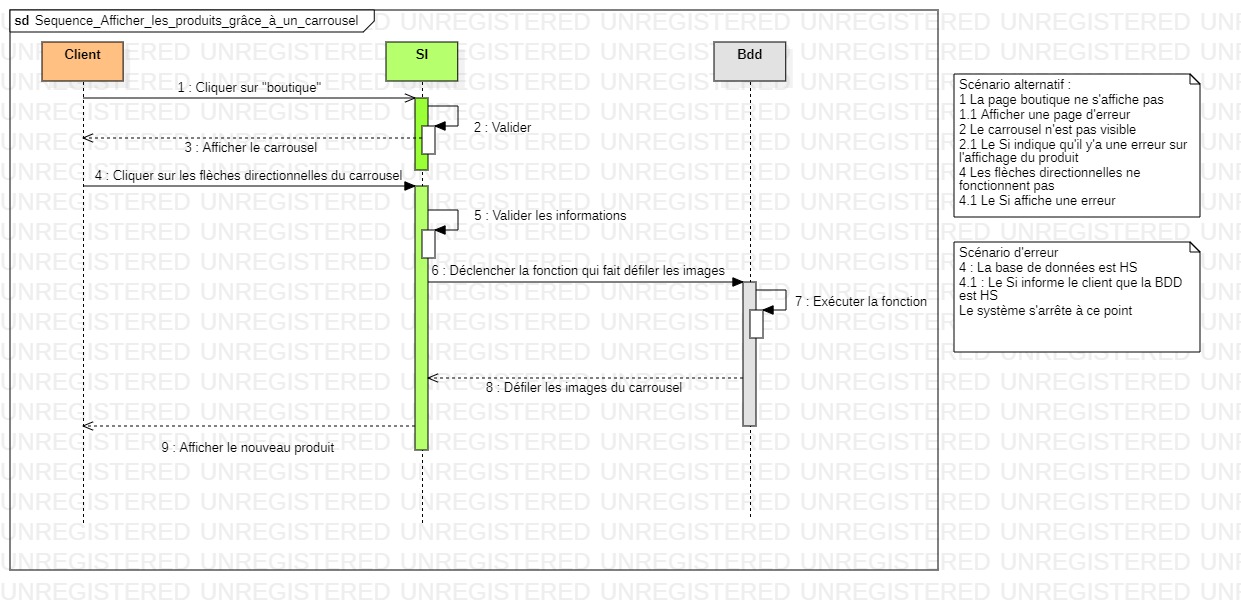 sd Sequence_Afficher_les_produits_grâce_à_un_carrousel
Client
SI
Bdd
1 : Cliquer sur "boutique"
2 : Valider
3 : Afficher le carrousel
4 : Cliquer sur les flèches directionnelles du carrousel
5 : Valider les informations
6 : Déclencher la fonction qui fait défiler les images
7 : Exécuter la fonction
8 : Défiler les images du carrousel
9 : Afficher le nouveau produit
Scénario alternatif :
1 La page boutique ne s'affiche pas
1.1 Afficher une page d'erreur
2 Le carrousel n'est pas visible
2.1 Le Si indique qu'il y'a une erreur sur
l'affichage du produit
4 Les flèches directionnelles ne
fonctionnent pas
4.1 Le Si affiche une erreur
Scénario d'erreur
4 : La base de données est HS
4.1 : Le Si informe le client que la BDD
est HS
Le système s'arrête à ce point
UNREGISTERED